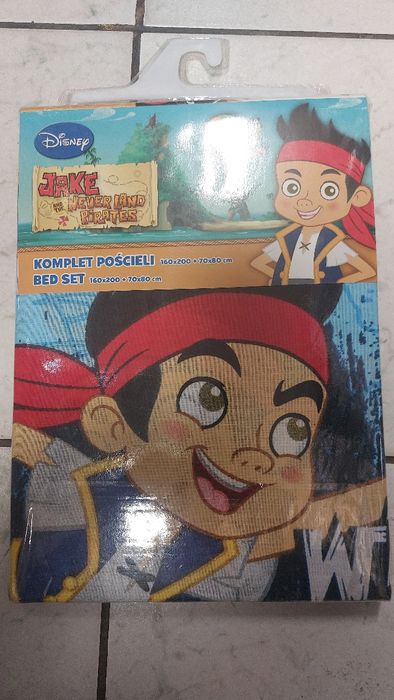 Disney
JAKE
AND THE
NEVER LAND
PIRATES
KOMPLET POŚCIELI 160x200 + 70x80 cm
BED SET 160x200 + 70x80 cm